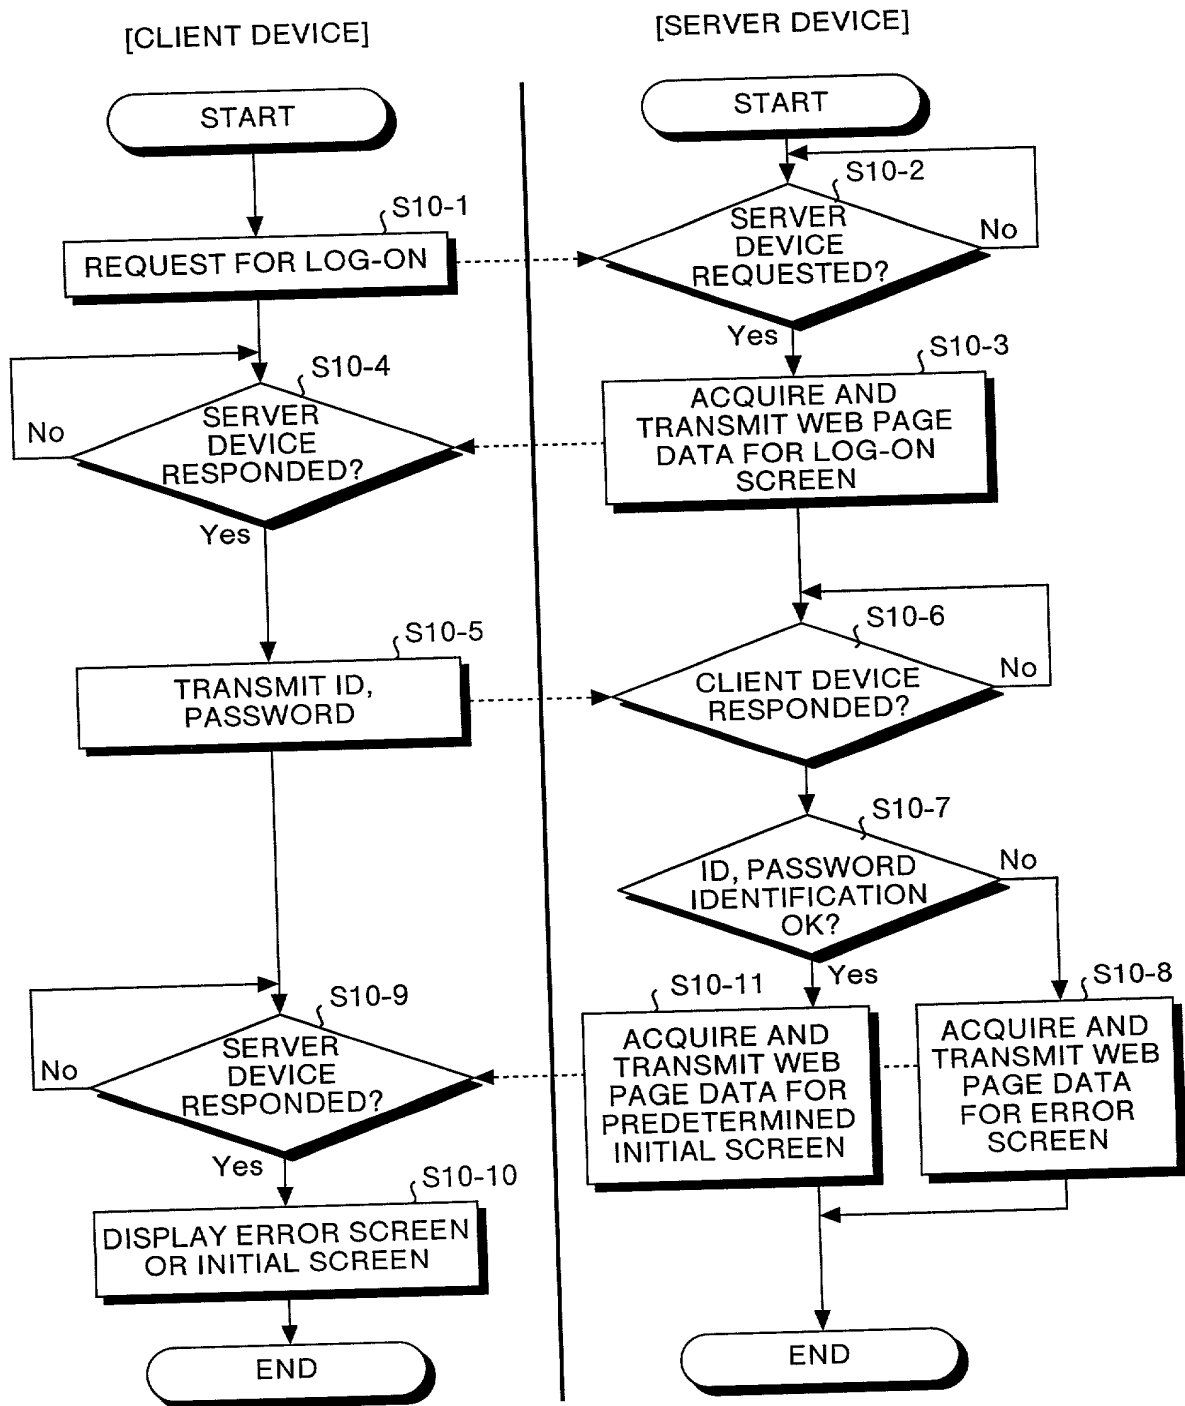 [CLIENT DEVICE]
START
S10-1
REQUEST FOR LOG-ON
S10-4
SERVER
DEVICE
RESPONDED?
No
Yes
S10-5
TRANSMIT ID,
PASSWORD
S10-9
SERVER
DEVICE
RESPONDED?
No
Yes
S10-10
DISPLAY ERROR SCREEN
OR INITIAL SCREEN
END
[SERVER DEVICE]
START
S10-2
SERVER
DEVICE
REQUESTED?
No
Yes
S10-3
ACQUIRE AND
TRANSMIT WEB PAGE
DATA FOR LOG-ON
SCREEN
S10-6
CLIENT DEVICE
RESPONDED?
No
S10-7
ID, PASSWORD
IDENTIFICATION
OK?
No
Yes
S10-11
ACQUIRE AND
TRANSMIT WEB
PAGE DATA FOR
PREDETERMINED
INITIAL SCREEN
S10-8
ACQUIRE AND
TRANSMIT WEB
PAGE DATA
FOR ERROR
SCREEN
END